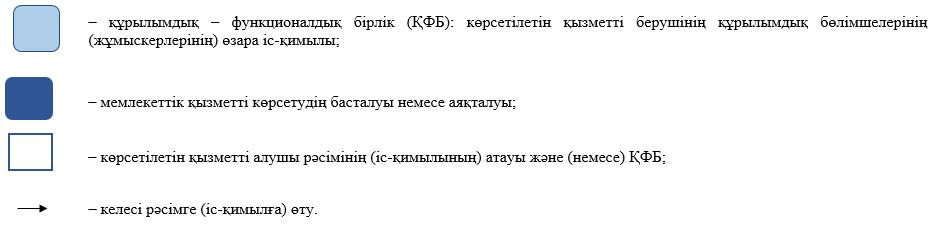 – құрылымдық – функционалдық бірлік (ҚФБ): көрсетілетін қызметті берушінің құрылымдық бөлімшелерінің
(жұмыскерлерінің) өзара іс-қимылы;
– мемлекеттік қызметті көрсетудің басталуы немесе аяқталуы;
– көрсетілетін қызметті алушы рәсімінің (іс-қимылының) атауы және (немесе) ҚФБ;
– келесі рәсімге (іс-қимылға) өту.